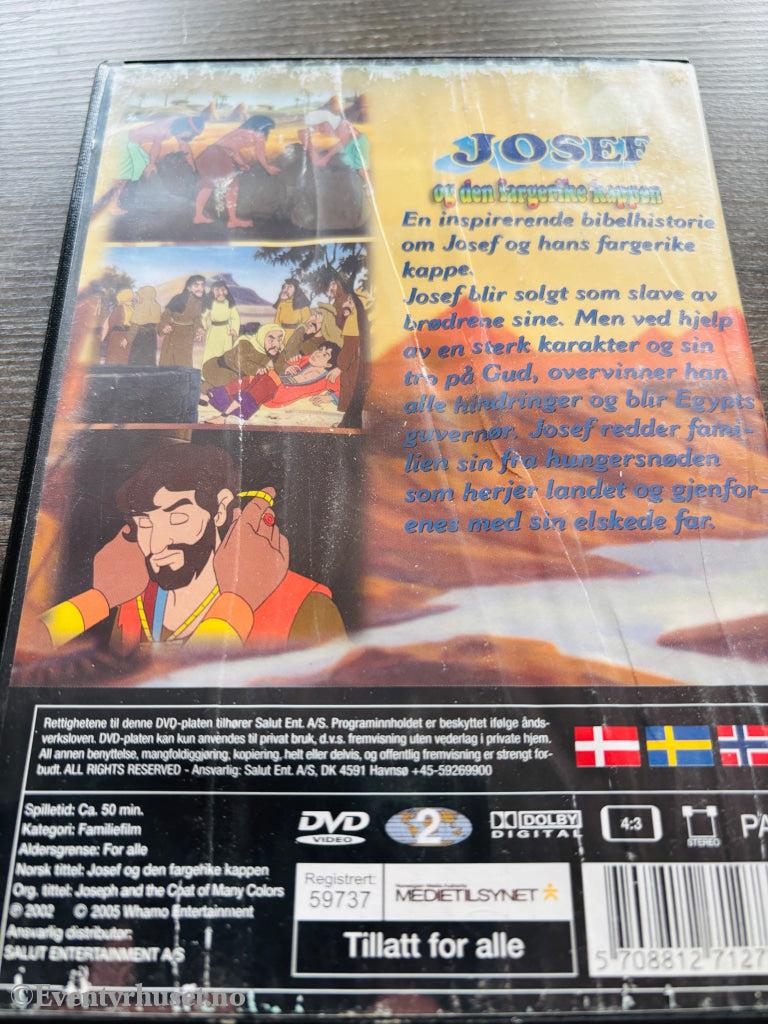 JOSEF
og den fargerike kappen
En inspirerende bibelhistorie
om Josef og hans fargerike
kappe.
Josef blir solgt som slave av
brødrene sine. Men ved hjelp
av en sterk karakter og sin
tro på Gud, overvinner han
alle hindringer og blir Egypts
guvernør. Josef redder fami-
lien sin fra hungersnøden
som herjer landet og gjenfor-
enes med sin elskede far.
Rettighetene til denne DVD-platen tilhører Salut Ent. A/S. Programinnholdet er beskyttet ifølge ånds-
verksloven. DVD-platen kan kun anvendes til privat bruk, d.v.s. fremvisning uten vederlag i private hjem.
All annen benyttelse, mangfoldiggjøring, kopiering, helt eller delvis, og offentlig fremvisning er strengt for-
budt. ALL RIGHTS RESERVED - Ansvarlig: Salut Ent. A/S, DK 4591 Havnsø +45-59269900
Spilletid: Ca. 50 min.
Kategori: Familiefilm
Aldersgrense: For alle
Norsk tittel: Josef og den fargerike kappen
Org. tittel: Joseph and the Coat of Many Colors
℗ 2002 © 2005 Whamo Entertainment
Ansvarlig distributør:
SALUT ENTERTAINMENT A/S
DVD
VIDEO
2
DOLBY
DIGITAL
4:3
STEREO
PA
Registrert:
59737
Norwegian Media Authority
MEDIETILSYNET
Tillatt for alle
5 708812 7127
©Eventyrhuset.no